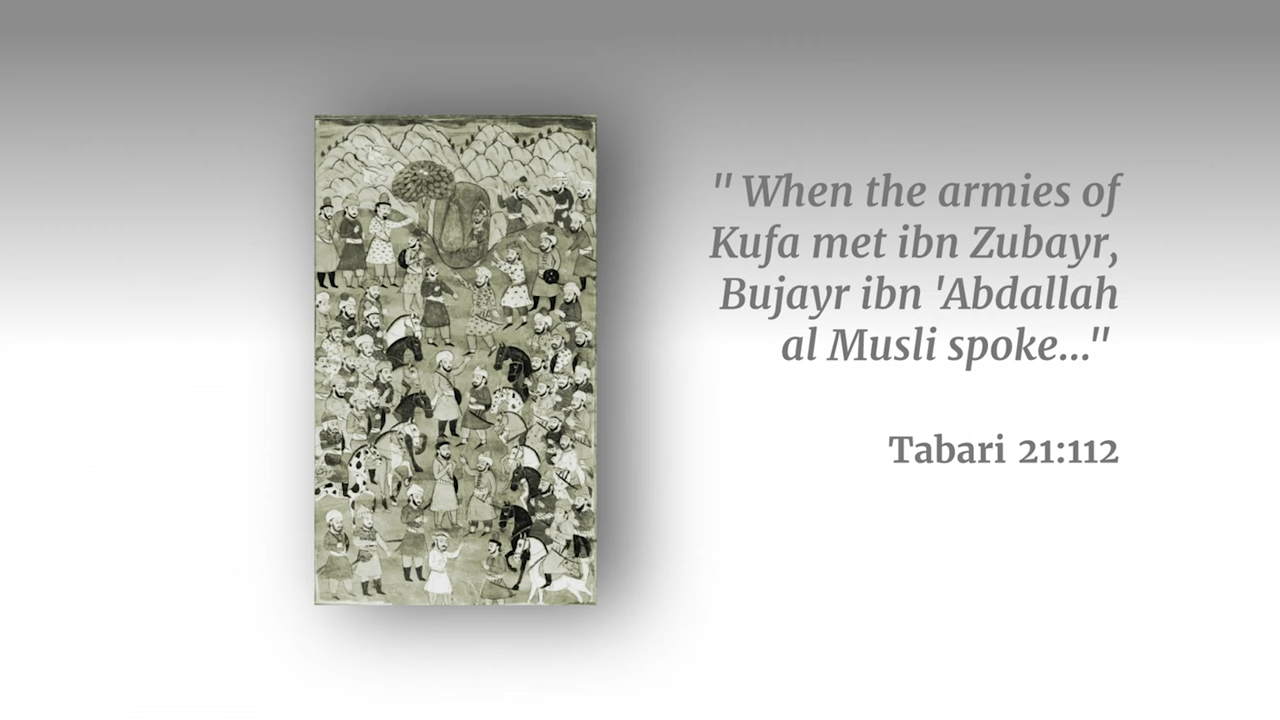 " When the armies of
Kufa met ibn Zubayr,
Bujayr ibn 'Abdallah
al Musli spoke..."
Tabari 21:112